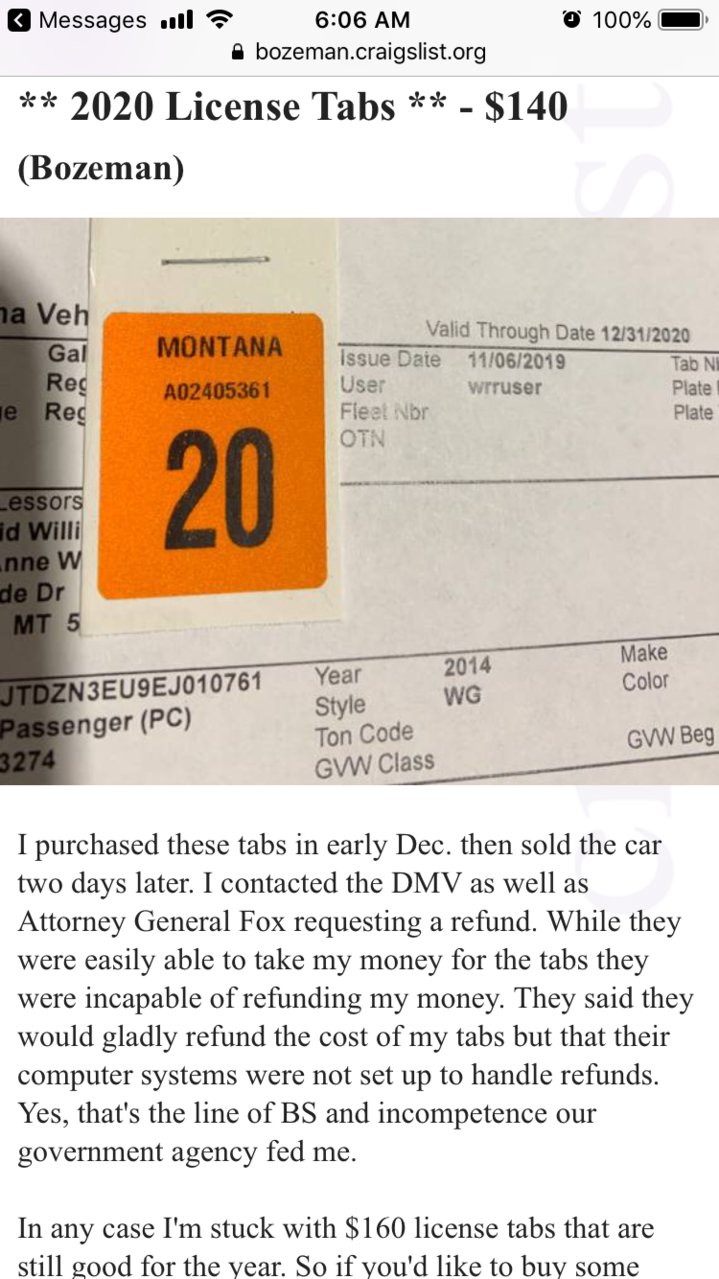 Messages 6:06 AM 100%
bozeman.craigslist.org
** 2020 License Tabs ** - $140
(Bozeman)
na Veh
Gal
Reg
e Reg
MONTANA
A02405361
20
Valid Through Date 12/31/2020
Issue Date 11/06/2019 Tab N
User wrruser Plate
Fleet Nbr Plate
OTN
Lessors
id Willi
nne W
de Dr
MT 5
JTDZN3EU9EJ010761 Year 2014 Make
Passenger (PC) Style WG Color
3274 Ton Code
GVW Class GVW Beg
I purchased these tabs in early Dec. then sold the car
two days later. I contacted the DMV as well as
Attorney General Fox requesting a refund. While they
were easily able to take my money for the tabs they
were incapable of refunding my money. They said they
would gladly refund the cost of my tabs but that their
computer systems were not set up to handle refunds.
Yes, that's the line of BS and incompetence our
government agency fed me.
In any case I'm stuck with $160 license tabs that are
still good for the year. So if you'd like to buy some